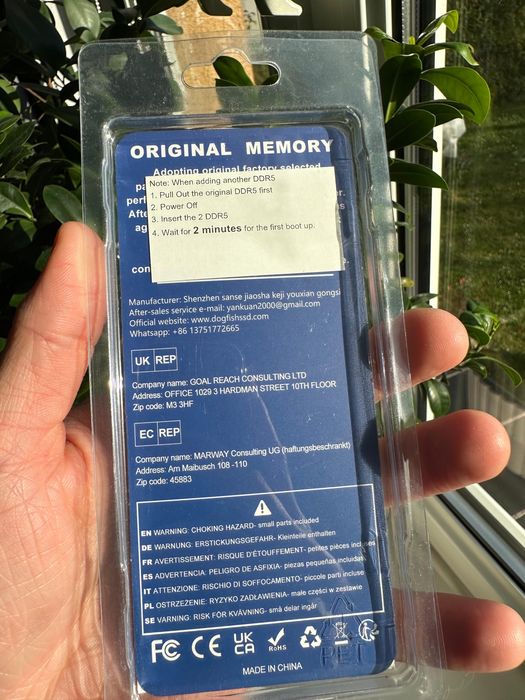 ORIGINAL MEMORY
Adopting original factory selected
Note: When adding another DDR5
1. Pull Out the original DDR5 first
2. Power Off
3. Insert the 2 DDR5
4. Wait for 2 minutes for the first boot up.
Manufacturer: Shenzhen sanse jiaosha keji youxian gongsi
After-sales service e-mail: yankuan2000@gmail.com
Official website: www.dogfishssd.com
Whatsapp: +86 13751772665
UK REP
Company name: GOAL REACH CONSULTING LTD
Address: OFFICE 1029 3 HARDMAN STREET 10TH FLOOR
Zip code: M3 3HF
EC REP
Company name: MARWAY Consulting UG (haftungsbeschrankt)
Address: Am Maibusch 108 -110
Zip code: 45883
EN WARNING: CHOKING HAZARD- small parts included
DE WARNUNG: ERSTICKUNGSGEFAHR- Kleinteile enthalten
FR AVERTISSEMENT: RISQUE D'ÉTOUFFEMENT- petites pièces incluses
ES ADVERTENCIA: PELIGRO DE ASFIXIA- piezas pequeñas incluidas.
IT ATTENZIONE: RISCHIO DI SOFFOCAMENTO- piccole parti incluse
PL OSTRZEŻENIE: RYZYKO ZADŁAWIENIA- małe części w zestawie
SE VARNING: RISK FÖR KVÄVNING- små delar ingår
FC CE UK CA RoHS
PET
MADE IN CHINA